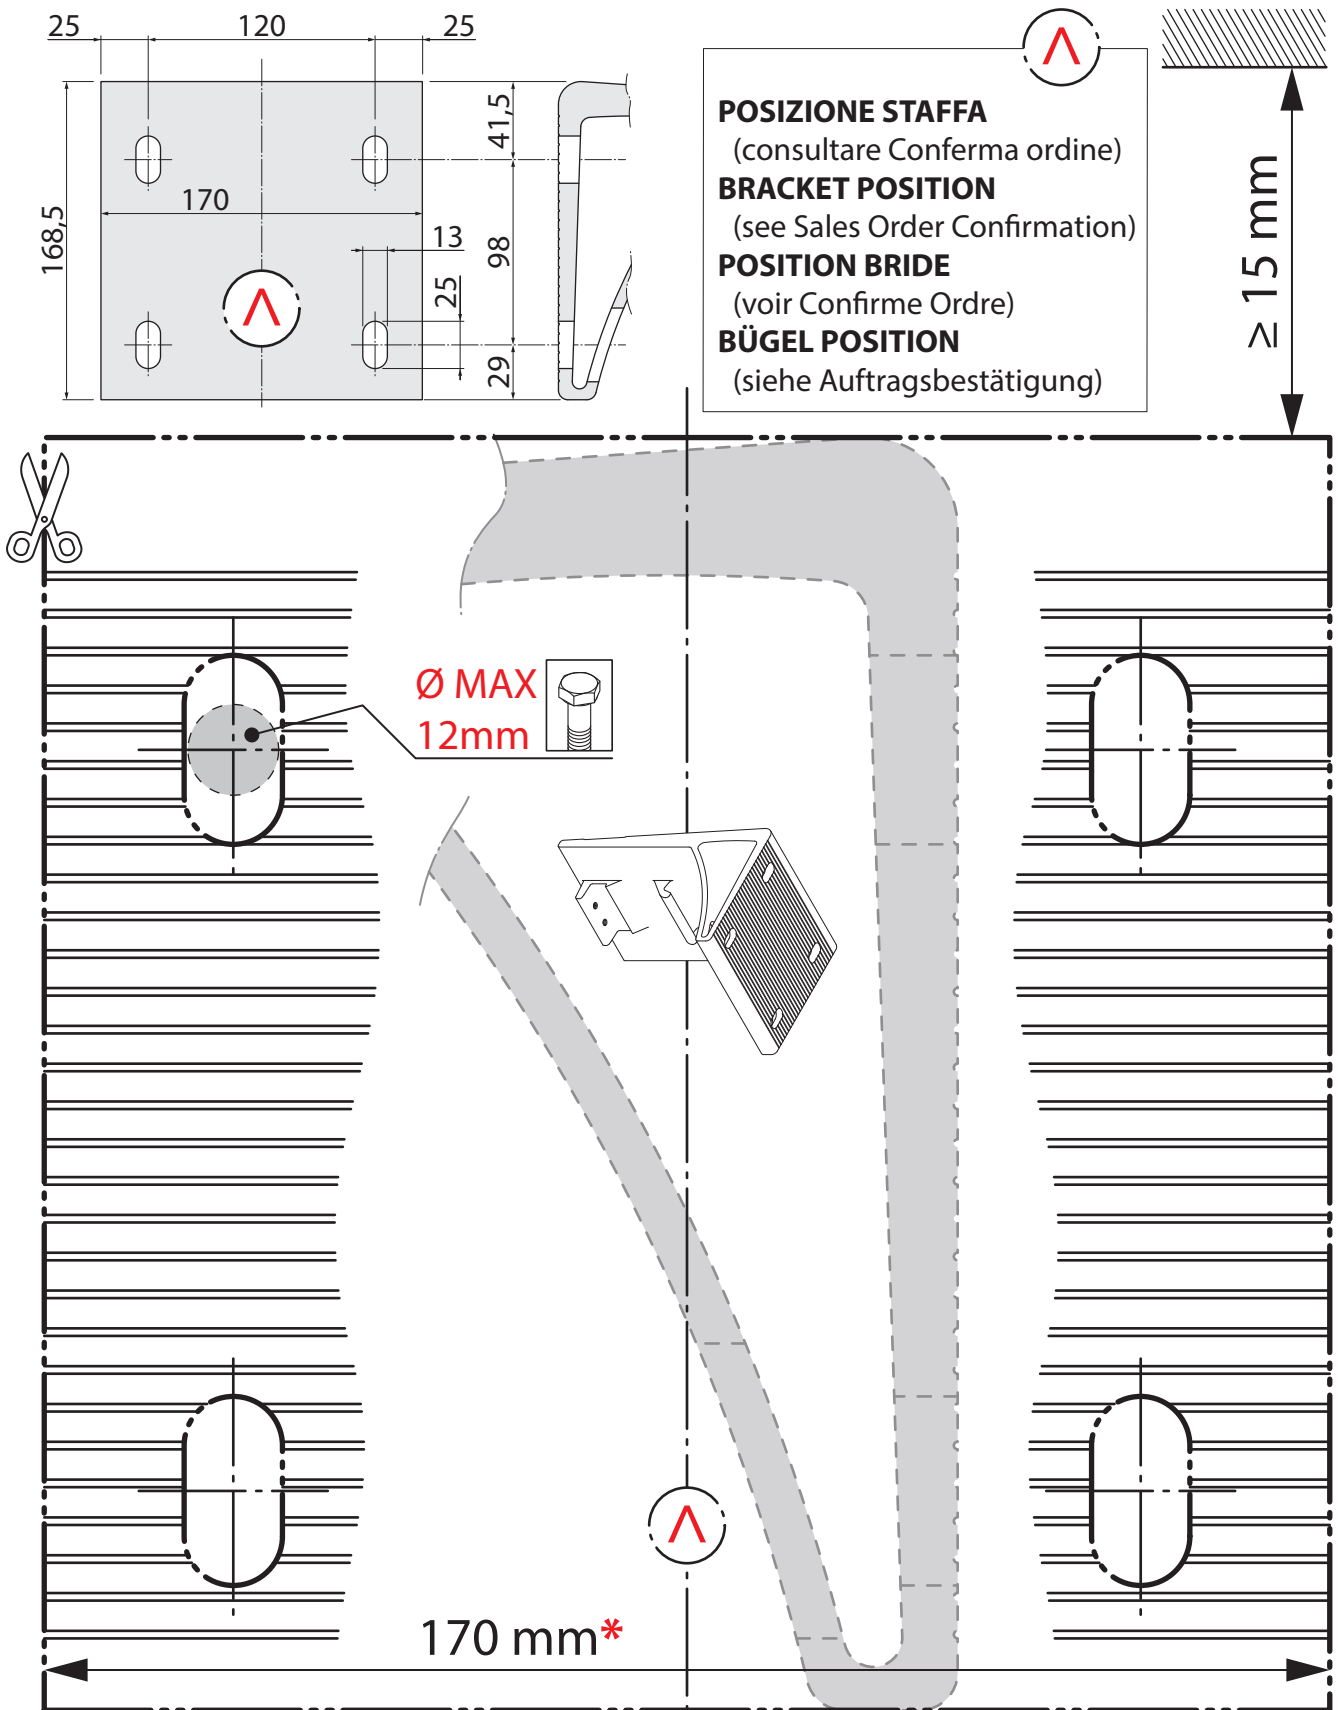 25
120
25
168,5
170
13
25
41,5
98
29
Λ
Λ
POSIZIONE STAFFA
(consultare Conferma ordine)
BRACKET POSITION
(see Sales Order Confirmation)
POSITION BRIDE
(voir Confirme Ordre)
BÜGEL POSITION
(siehe Auftragsbestätigung)
≥ 15 mm
Ø MAX
12mm
Λ
170 mm*